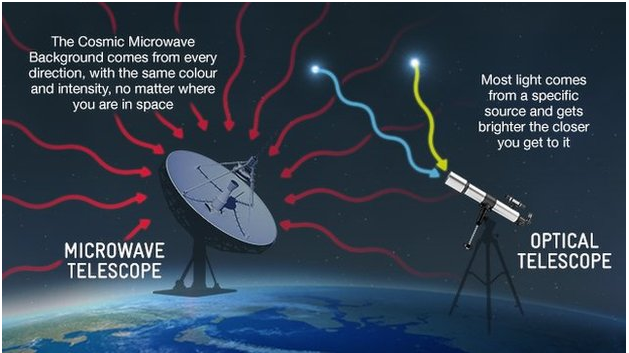 The Cosmic Microwave
Background comes from every
direction, with the same colour
and intensity, no matter where
you are in space
Most light comes
from a specific
source and gets
brighter the closer
you get to it
MICROWAVE
TELESCOPE
OPTICAL
TELESCOPE